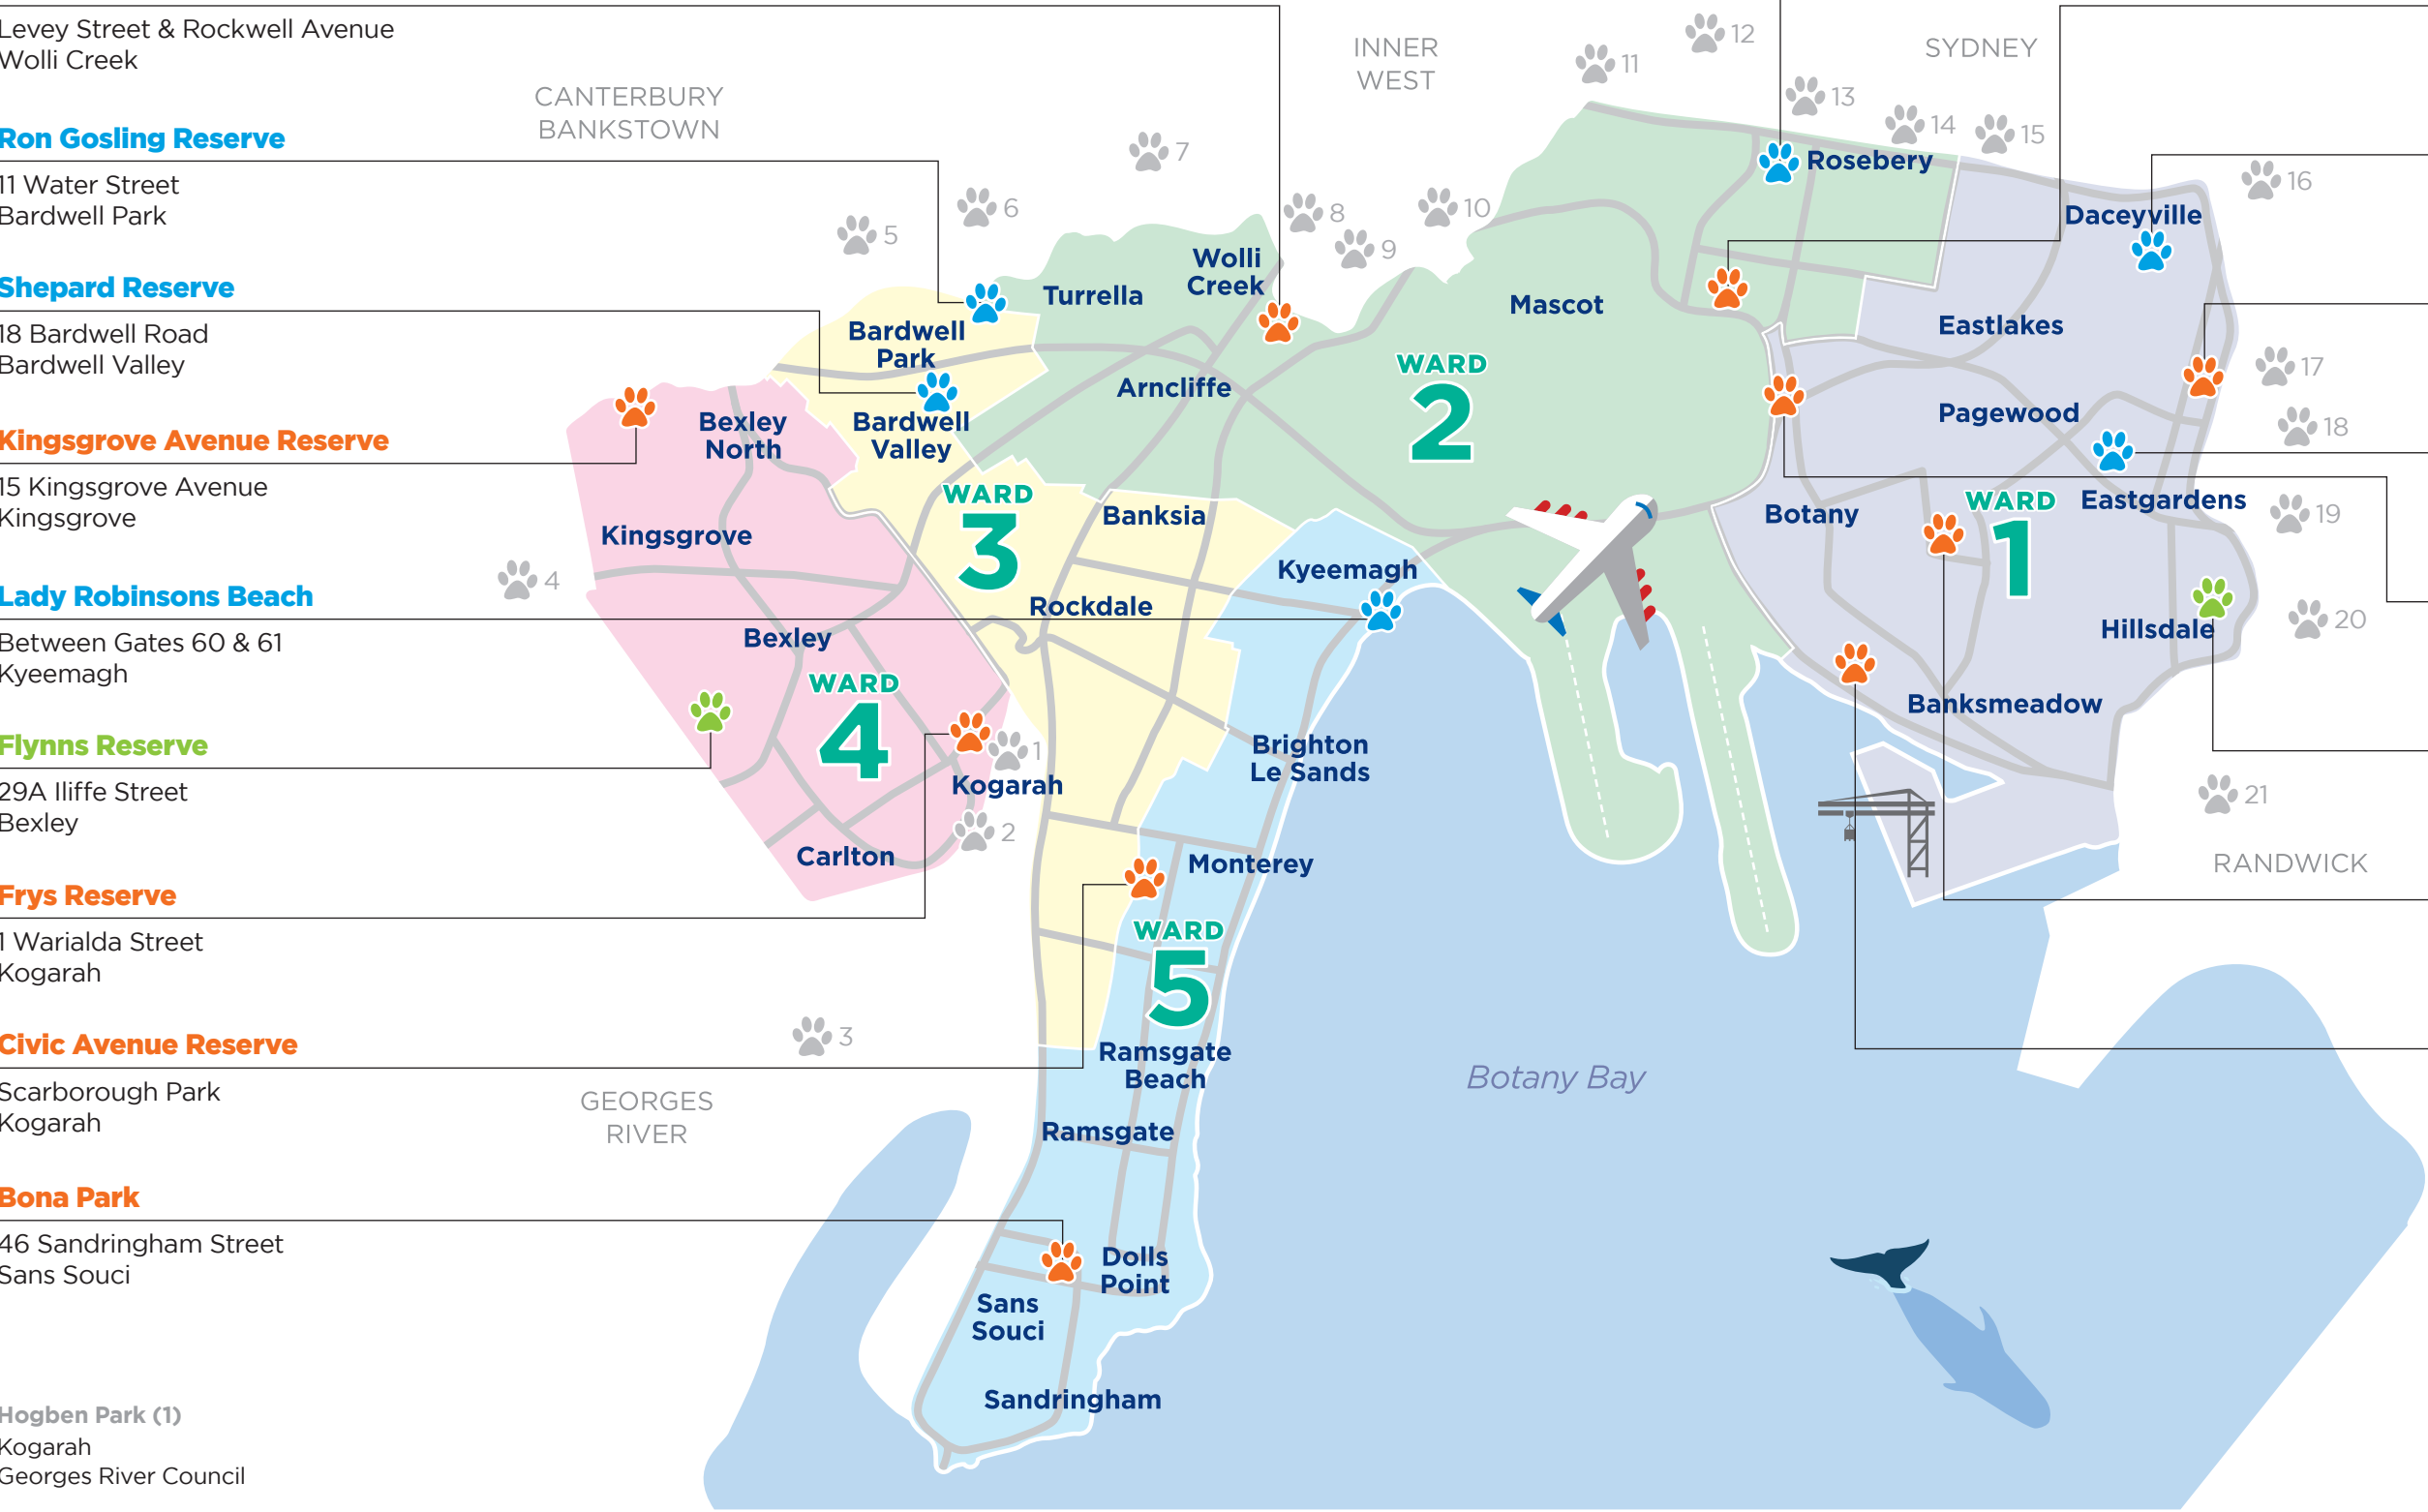 Levey Street & Rockwell Avenue
Wolli Creek
Ron Gosling Reserve
11 Water Street
Bardwell Park
Shepard Reserve
18 Bardwell Road
Bardwell Valley
Kingsgrove Avenue Reserve
15 Kingsgrove Avenue
Kingsgrove
Lady Robinsons Beach
Between Gates 60 & 61
Kyeemagh
Flynns Reserve
29A Iliffe Street
Bexley
Frys Reserve
1 Warialda Street
Kogarah
Civic Avenue Reserve
Scarborough Park
Kogarah
Bona Park
46 Sandringham Street
Sans Souci
Hogben Park (1)
Kogarah
Georges River Council
CANTERBURY
BANKSTOWN
INNER
WEST
SYDNEY
RANDWICK
GEORGES
RIVER
Botany Bay
5
6
7
8
9
10
11
12
13
14
15
16
17
18
19
20
21
4
1
2
3
Rosebery
Daceyville
Wolli
Creek
Turrella
Mascot
Eastlakes
Bardwell
Park
Arncliffe
WARD
2
Pagewood
Bexley
North
Bardwell
Valley
WARD
3
Banksia
Botany
WARD
1
Eastgardens
Kingsgrove
Kyeemagh
Rockdale
Hillsdale
Bexley
WARD
4
Banksmeadow
Brighton
Le Sands
Kogarah
Carlton
Monterey
WARD
5
Ramsgate
Beach
Ramsgate
Dolls
Point
Sans
Souci
Sandringham